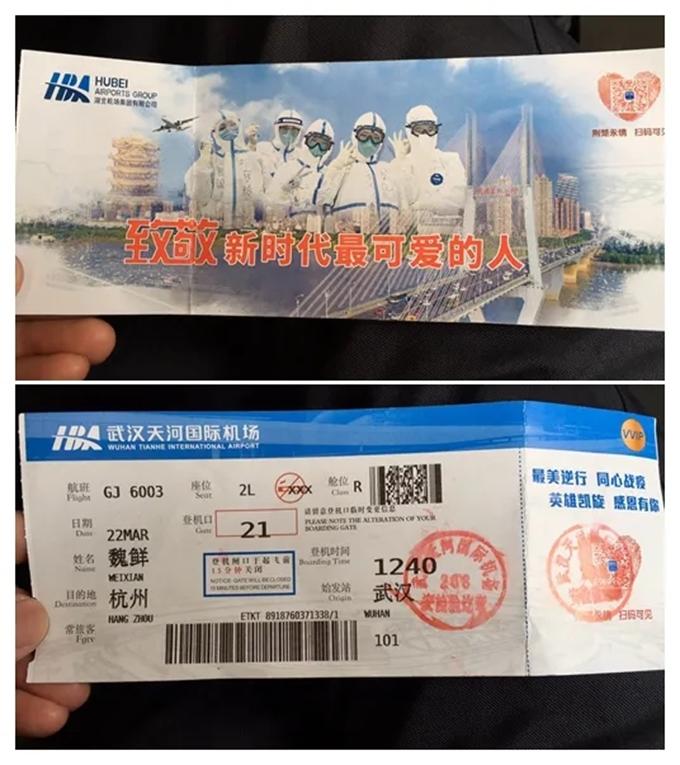 HUBEI
AIRPORTS GROUP
湖北机场集团有限公司
荆楚亲情 扫码可见
致敬 新时代最可爱的人
武汉天河国际机场
WUHAN TIANHE INTERNATIONAL AIRPORT
VVIP
航班 Flight GJ 6003 座位 Seat 2L XXX 舱位 Class R
日期 Date 22MAR
登机口 Gate 21
请留意登机口临时变更信息
PLEASE NOTE THE ALTERATION OF YOUR BOARDING GATE
姓名 Name 魏鲜
WEIXIAN
登机闸口于起飞前
15分钟关闭
NOTICE:GATE WILL BE CLOSED
15 MINUTES BEFORE DEPARTURE
登机时间 Boarding Time 1240
目的地 Destination 杭州
HANG ZHOU
始发站 Origin 武汉
WUHAN
ETKT 8918760371338/1
常旅客 Fqtv
101
最美逆行 同心战疫
英雄凯旋 感恩有你
扫码可见